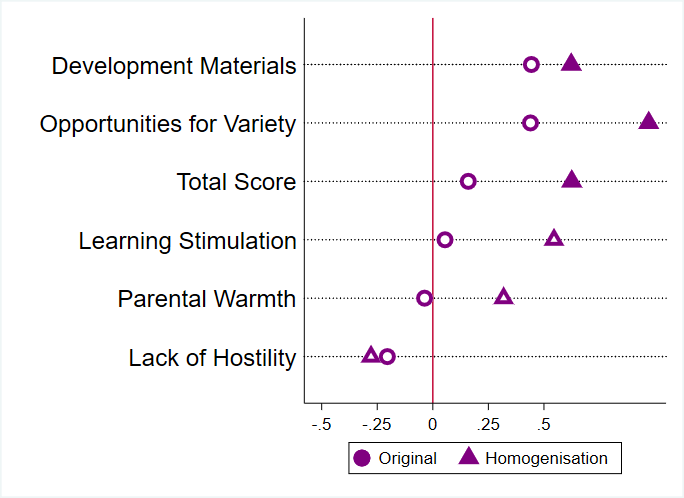 Development Materials
Opportunities for Variety
Total Score
Learning Stimulation
Parental Warmth
Lack of Hostility
-.5 -.25 0 .25 .5
Original Homogenisation